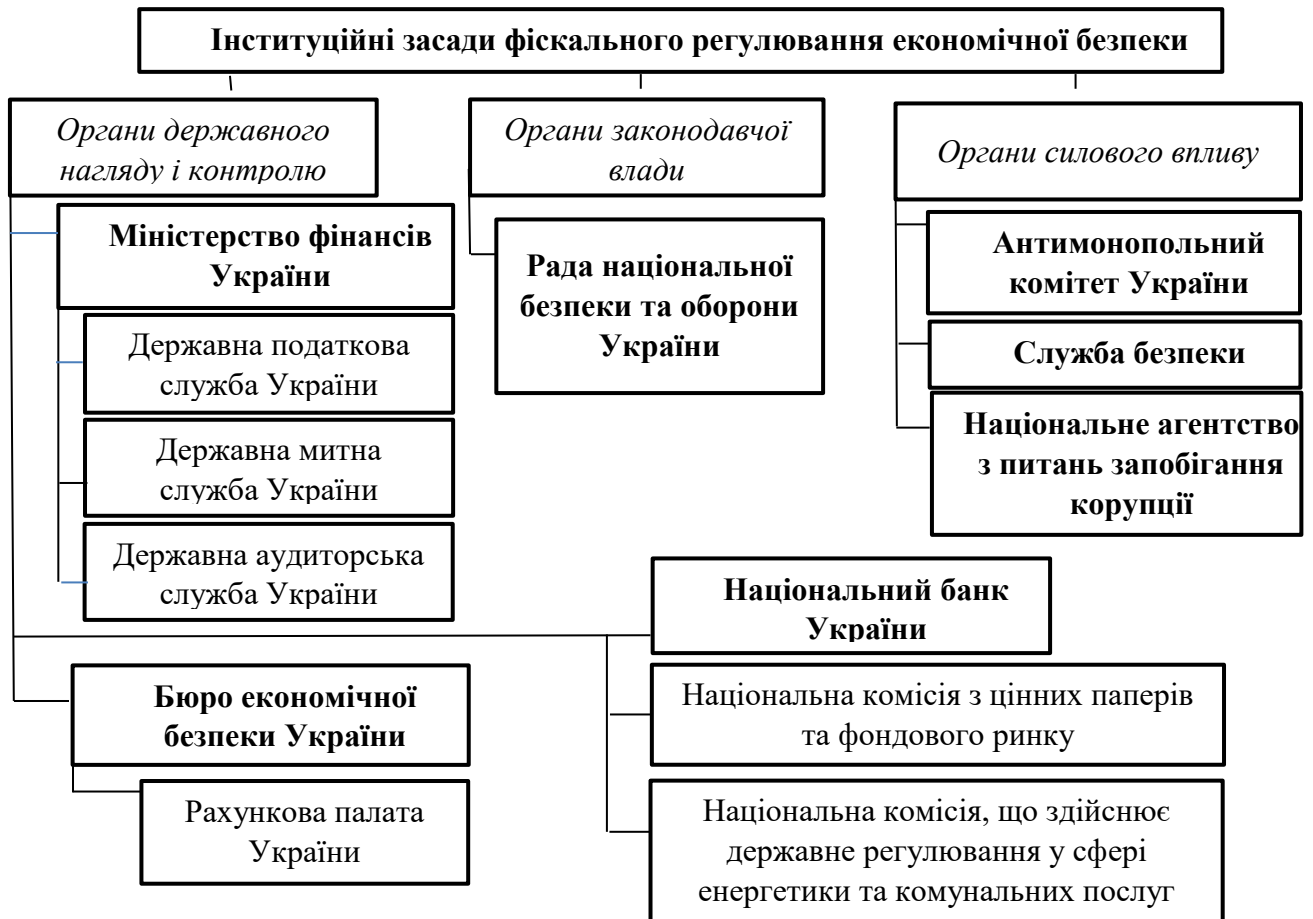 Інституційні засади фіскального регулювання економічної безпеки
Органи державного
нагляду і контролю
Органи законодавчої
влади
Органи силового впливу
Міністерство фінансів
України
Державна податкова
служба України
Державна митна
служба України
Державна аудиторська
служба України
Рада національної
безпеки та оборони
України
Антимонопольний
комітет України
Служба безпеки
Національне агентство
з питань запобігання
корупції
Національний банк
України
Національна комісія з цінних паперів
та фондового ринку
Національна комісія, що здійснює
державне регулювання у сфері
енергетики та комунальних послуг
Бюро економічної
безпеки України
Рахункова палата
України